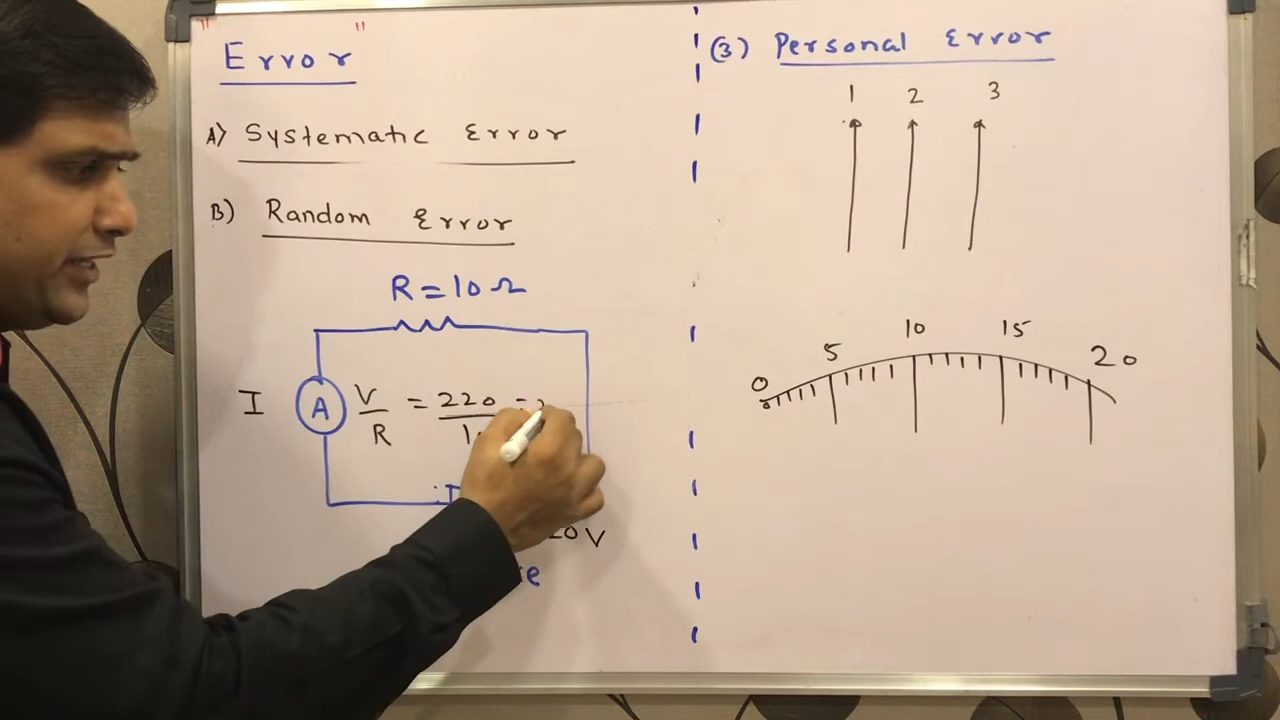 " Error "
A) Systematic Error
B) Random Error
R = 10 Ω
I A V/R = 220
V
(3) Personal Error
1 2 3
0 5 10 15 20